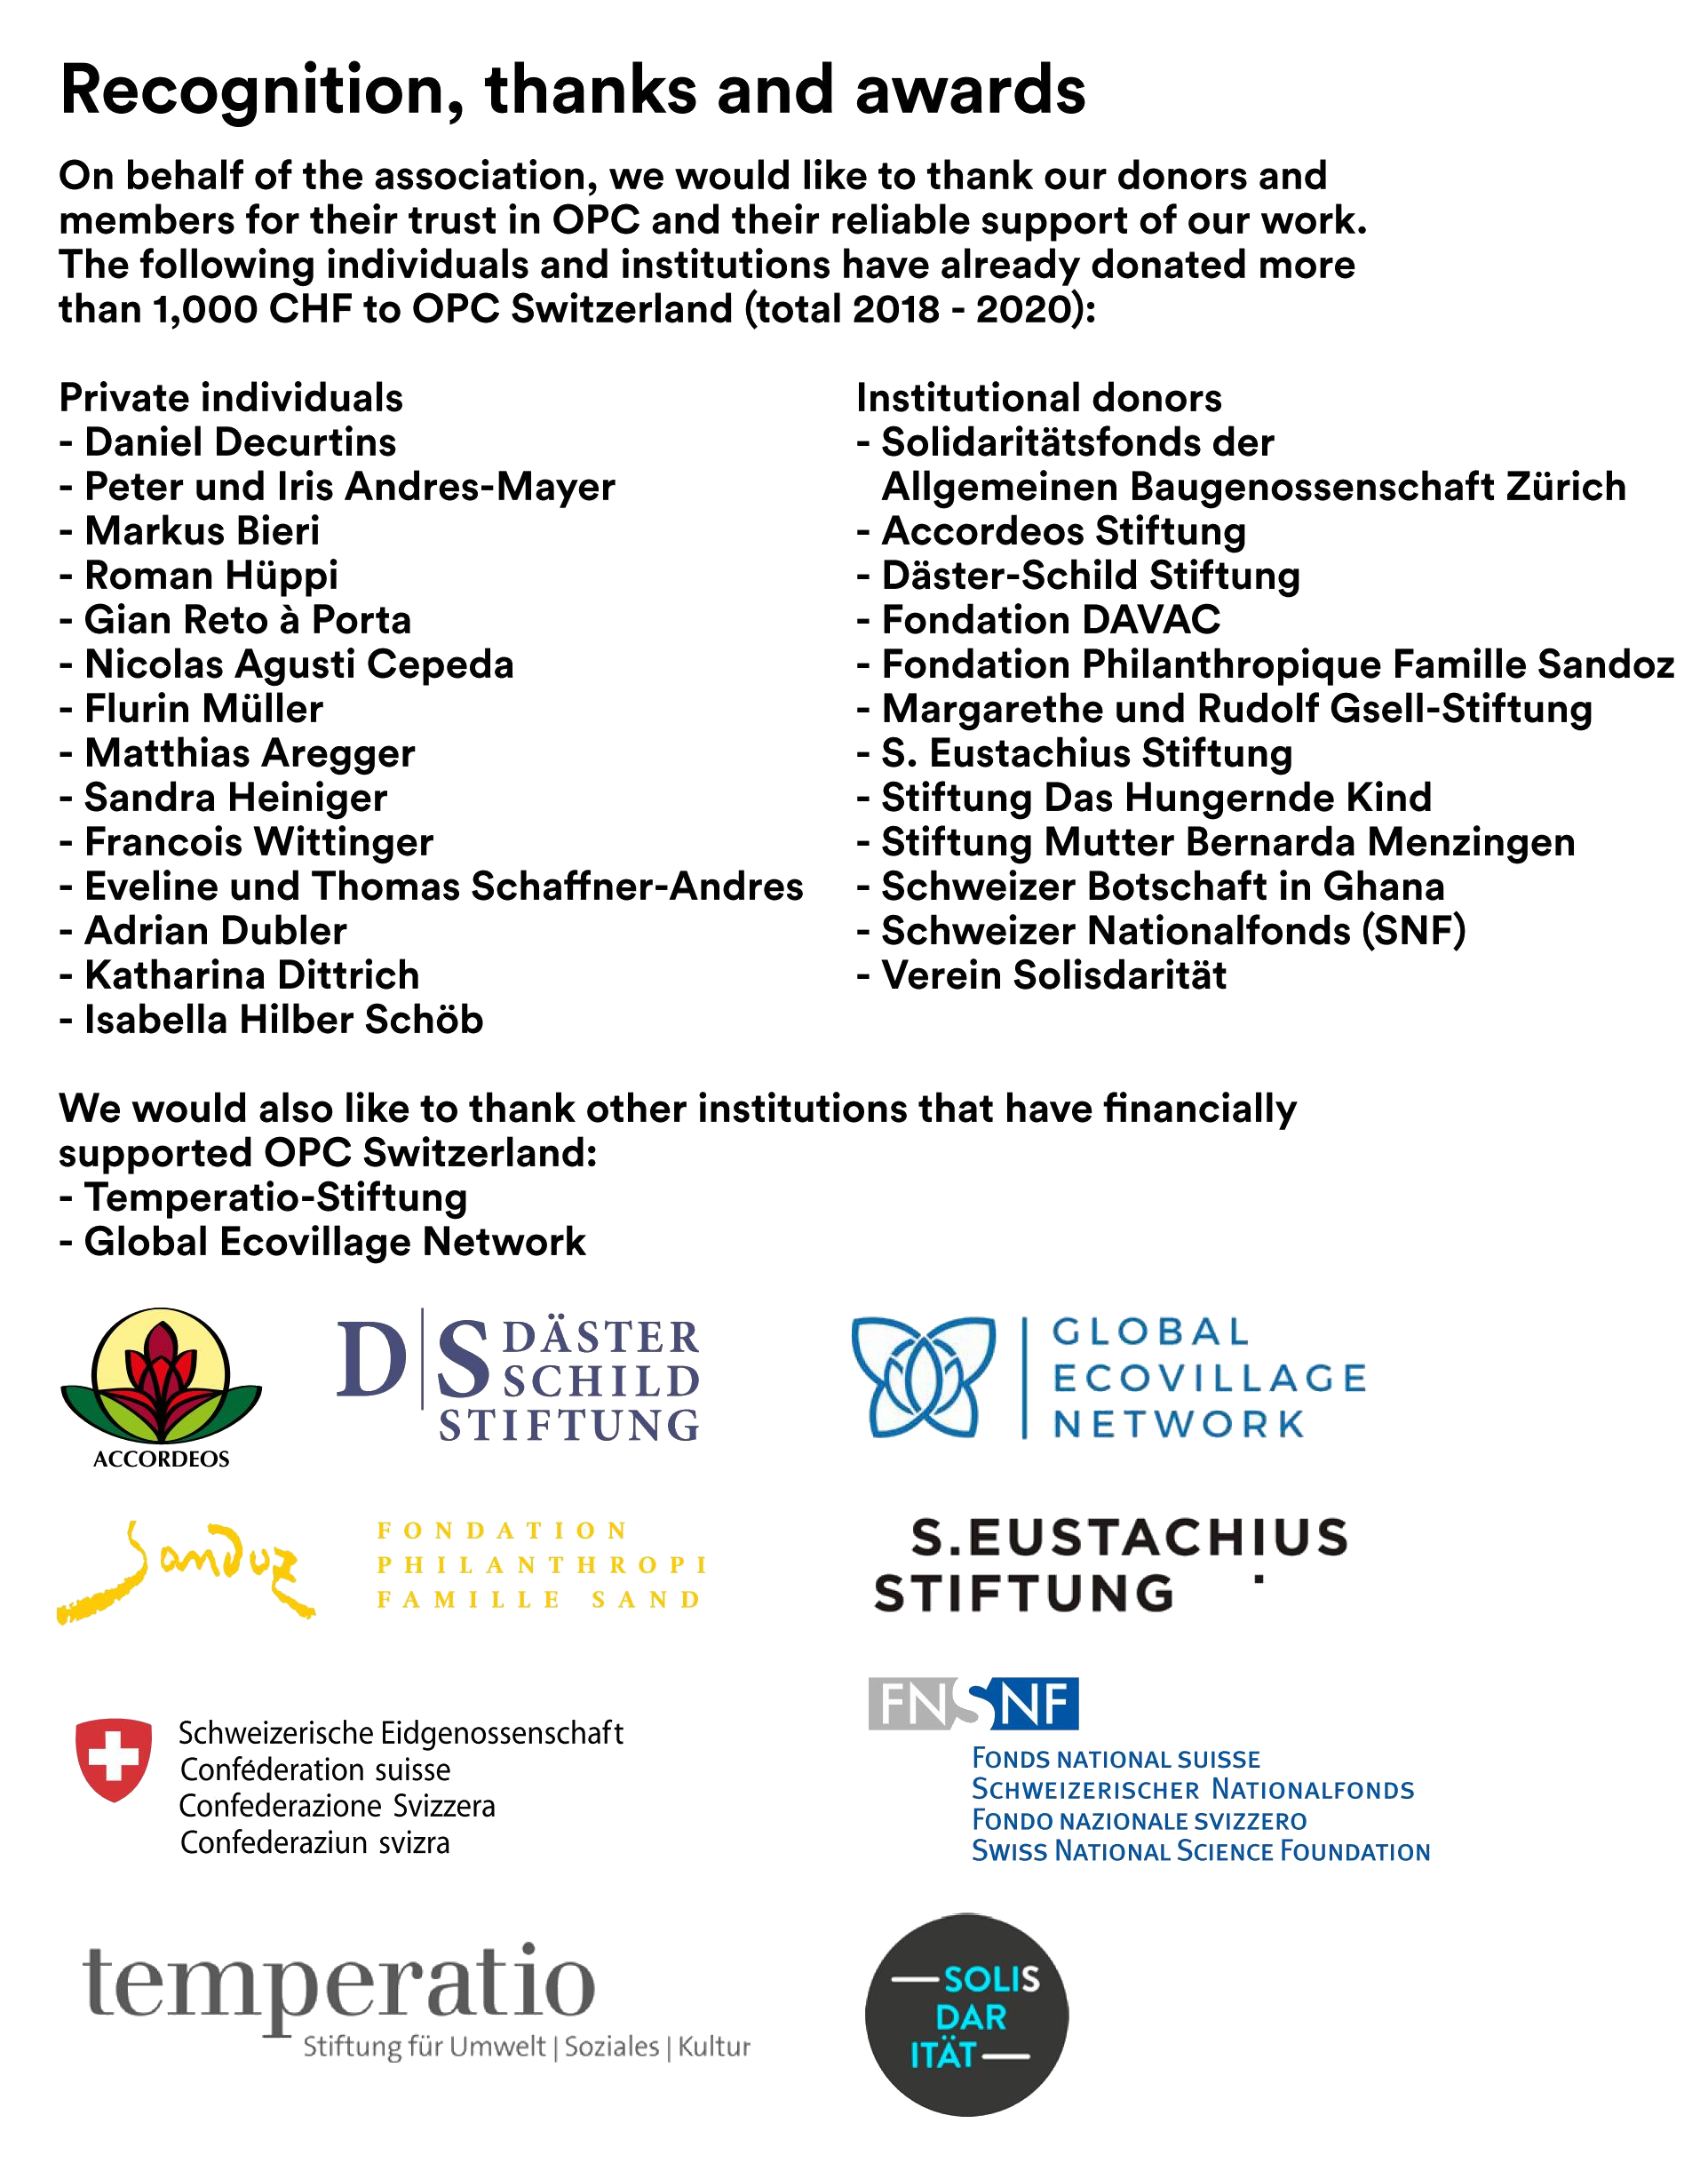 Recognition, thanks and awards
On behalf of the association, we would like to thank our donors and
members for their trust in OPC and their reliable support of our work.
The following individuals and institutions have already donated more
than 1,000 CHF to OPC Switzerland (total 2018 - 2020):
Private individuals
- Daniel Decurtins
- Peter und Iris Andres-Mayer
- Markus Bieri
- Roman Hüppi
- Gian Reto à Porta
- Nicolas Agusti Cepeda
- Flurin Müller
- Matthias Aregger
- Sandra Heiniger
- Francois Wittinger
- Eveline und Thomas Schaffner-Andres
- Adrian Dubler
- Katharina Dittrich
- Isabella Hilber Schöb
Institutional donors
- Solidaritätsfonds der
Allgemeinen Baugenossenschaft Zürich
- Accordeos Stiftung
- Däster-Schild Stiftung
- Fondation DAVAC
- Fondation Philanthropique Famille Sandoz
- Margarethe und Rudolf Gsell-Stiftung
- S. Eustachius Stiftung
- Stiftung Das Hungernde Kind
- Stiftung Mutter Bernarda Menzingen
- Schweizer Botschaft in Ghana
- Schweizer Nationalfonds (SNF)
- Verein Solisdarität
We would also like to thank other institutions that have financially
supported OPC Switzerland:
- Temperatio-Stiftung
- Global Ecovillage Network
ACCORDEOS
D|S DÄSTER
SCHILD
STIFTUNG
GLOBAL
ECOVILLAGE
NETWORK
Sandoz
FONDATION
PHILANTHROPI
FAMILLE SAND
S.EUSTACHIUS
STIFTUNG
Schweizerische Eidgenossenschaft
Confédération suisse
Confederazione Svizzera
Confederaziun svizra
FNSNF
FONDS NATIONAL SUISSE
SCHWEIZERISCHER NATIONALFONDS
FONDO NAZIONALE SVIZZERO
SWISS NATIONAL SCIENCE FOUNDATION
temperatio
Stiftung für Umwelt | Soziales | Kultur
SOLIS
DAR
ITÄT